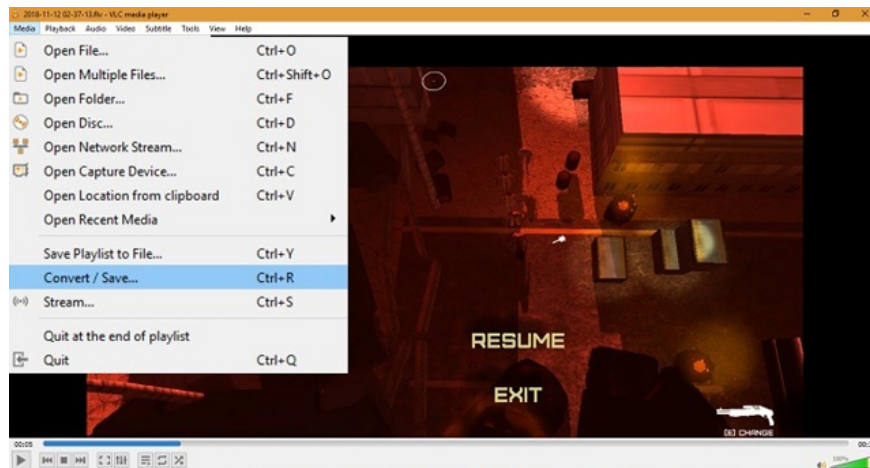 2018-11-12 02-37-13.flv - VLC media player
Media Playback Audio Video Subtitle Tools View Help
Open File... Ctrl+O
Open Multiple Files... Ctrl+Shift+O
Open Folder... Ctrl+F
Open Disc... Ctrl+D
Open Network Stream... Ctrl+N
Open Capture Device... Ctrl+C
Open Location from clipboard Ctrl+V
Open Recent Media
Save Playlist to File... Ctrl+Y
Convert / Save... Ctrl+R
Stream... Ctrl+S
Quit at the end of playlist
Quit Ctrl+Q
RESUME
EXIT
[E] CHANGE
00:05
100%